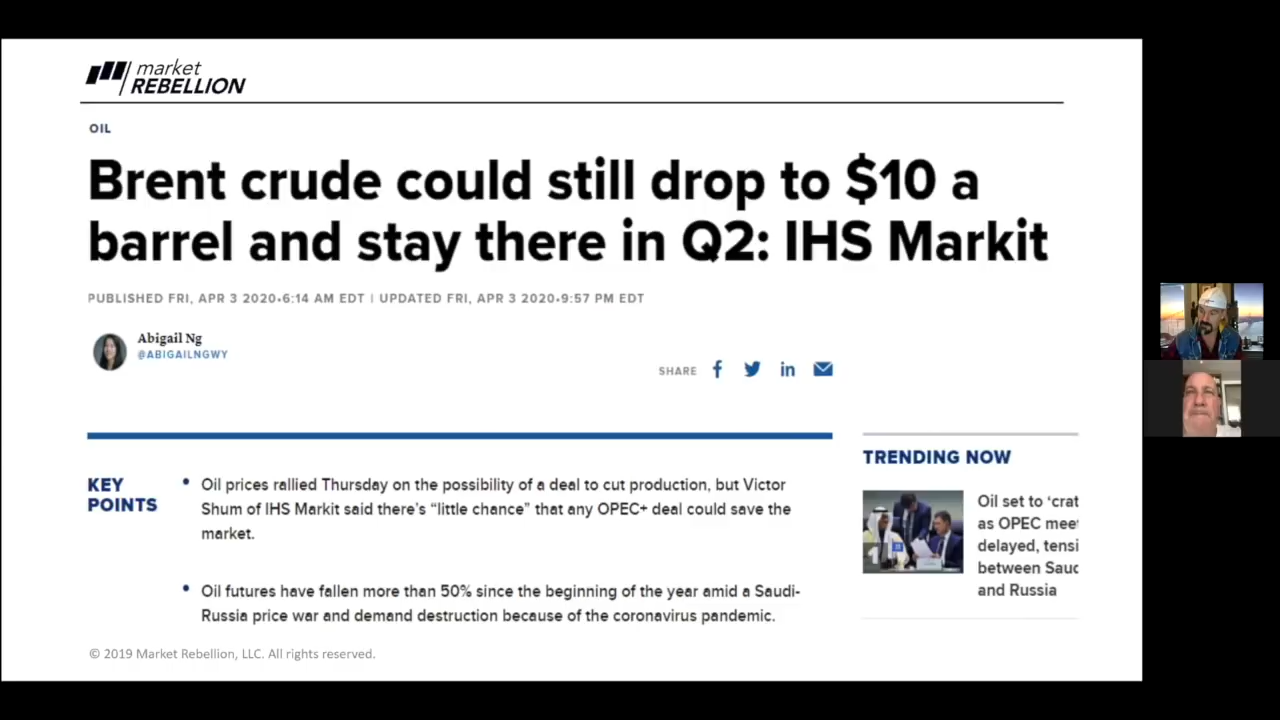 market
REBELLION
OIL
Brent crude could still drop to $10 a
barrel and stay there in Q2: IHS Markit
PUBLISHED FRI, APR 3 2020•6:14 AM EDT | UPDATED FRI, APR 3 2020•9:57 PM EDT
Abigail Ng
@ABIGAILNGWY
SHARE
KEY
POINTS
• Oil prices rallied Thursday on the possibility of a deal to cut production, but Victor
Shum of IHS Markit said there's “little chance” that any OPEC+ deal could save the
market.
• Oil futures have fallen more than 50% since the beginning of the year amid a Saudi-
Russia price war and demand destruction because of the coronavirus pandemic.
TRENDING NOW
Oil set to ‘crat
as OPEC meet
delayed, tensi
between Sauc
and Russia
© 2019 Market Rebellion, LLC. All rights reserved.